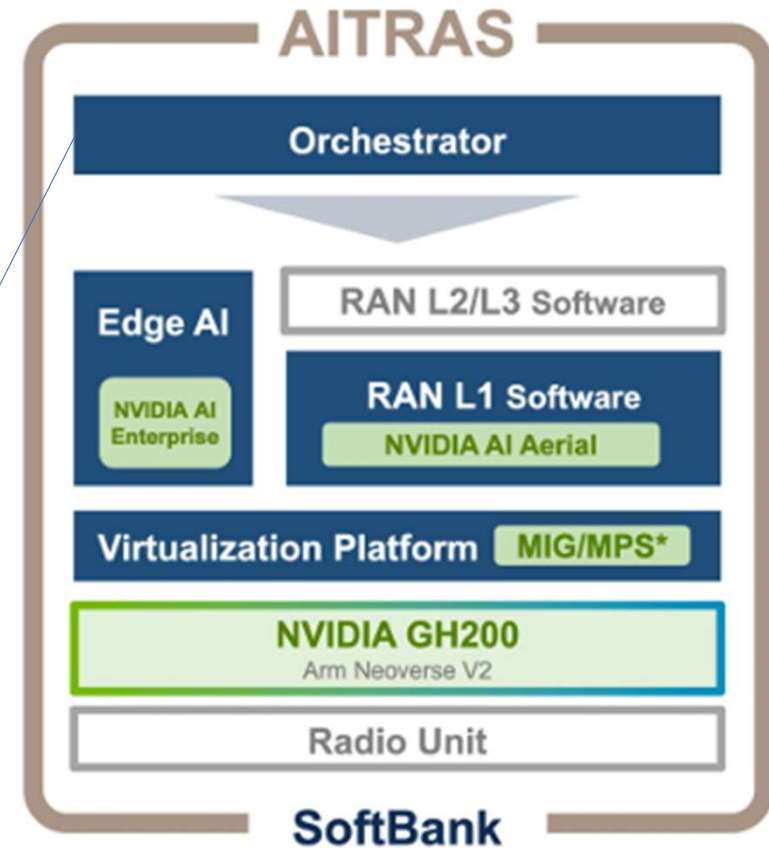 AITRAS
Orchestrator
Edge AI
NVIDIA AI
Enterprise
RAN L2/L3 Software
RAN L1 Software
NVIDIA AI Aerial
Virtualization Platform MIG/MPS*
NVIDIA GH200
Arm Neoverse V2
Radio Unit
SoftBank